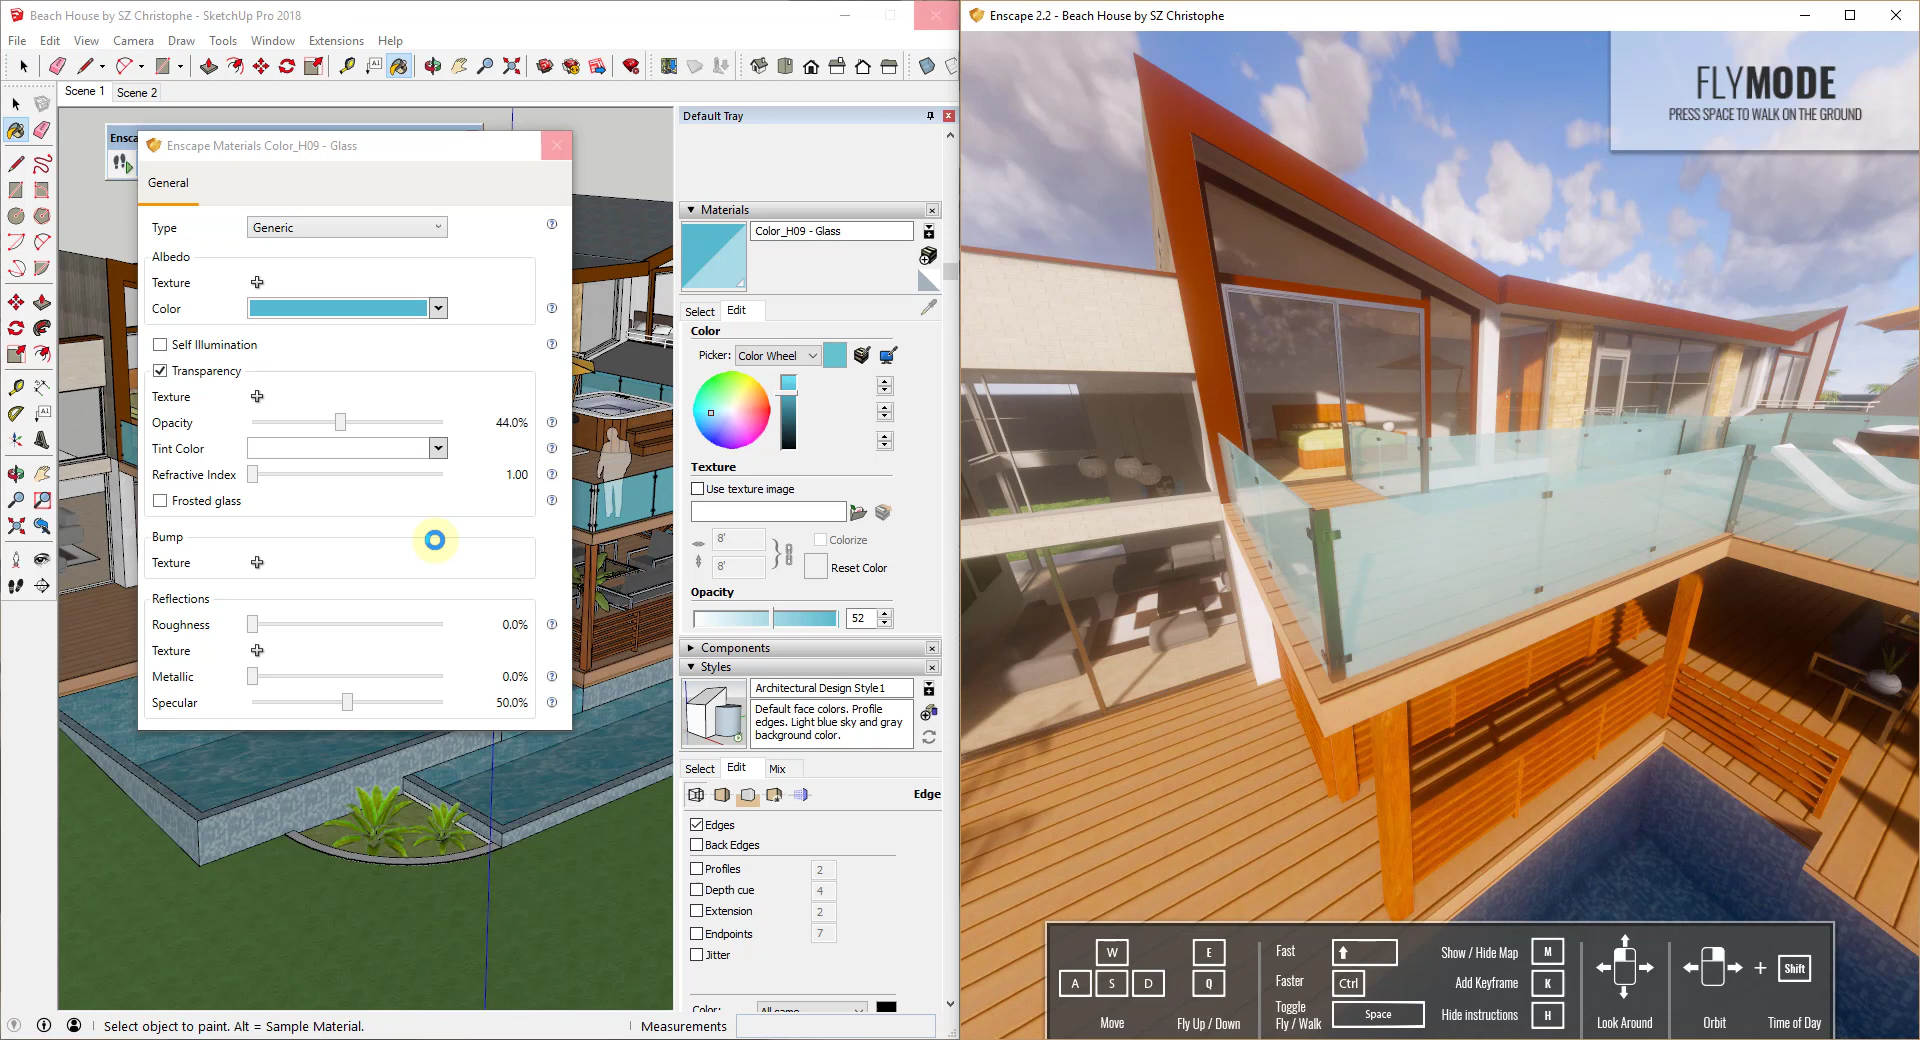 Beach House by SZ Christophe - SketchUp Pro 2018
File Edit View Camera Draw Tools Window Extensions Help
Scene 1 Scene 2
Ensca
Enscape Materials Color_H09 - Glass
General
Type Generic
Albedo
Texture
Color
Self Illumination
Transparency
Texture
Opacity 44.0%
Tint Color
Refractive Index 1.00
Frosted glass
Bump
Texture
Reflections
Roughness 0.0%
Texture
Metallic 0.0%
Specular 50.0%
Default Tray
Materials
Color_H09 - Glass
Select Edit
Color
Picker: Color Wheel
Texture
Use texture image
8'
Colorize
8'
Reset Color
Opacity
52
Components
Styles
Architectural Design Style1
Default face colors. Profile
edges. Light blue sky and gray
background color.
Select Edit Mix
Edge
Edges
Back Edges
Profiles 2
Depth cue 4
Extension 2
Endpoints 7
Jitter
Color: All same
Select object to paint. Alt = Sample Material.
Measurements
Enscape 2.2 - Beach House by SZ Christophe
FLYMODE
PRESS SPACE TO WALK ON THE GROUND
W
A S D
Move
E
Q
Fly Up / Down
Fast
Faster Ctrl
Toggle
Fly / Walk Space
Show / Hide Map M
Add Keyframe K
Hide instructions H
Look Around
Orbit
+ Shift
Time of Day